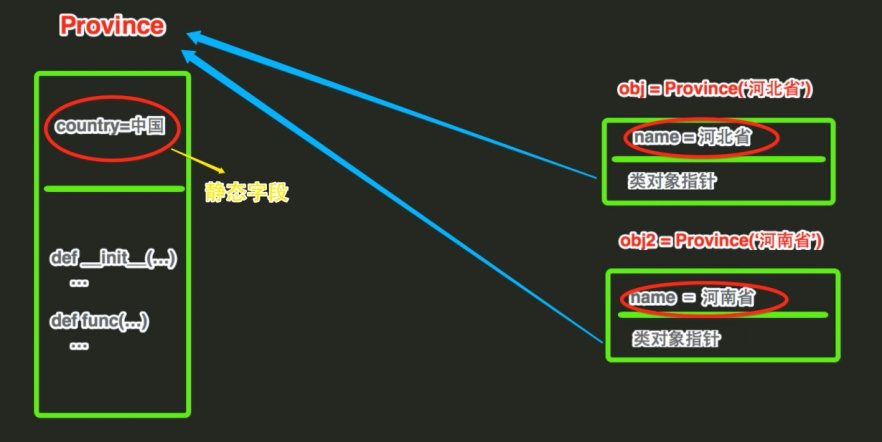 Province
country=中国
静态字段
def __init__(...)
...
def func(...)
...
obj = Province('河北省')
name = 河北省
类对象指针
obj2 = Province('河南省')
name = 河南省
类对象指针